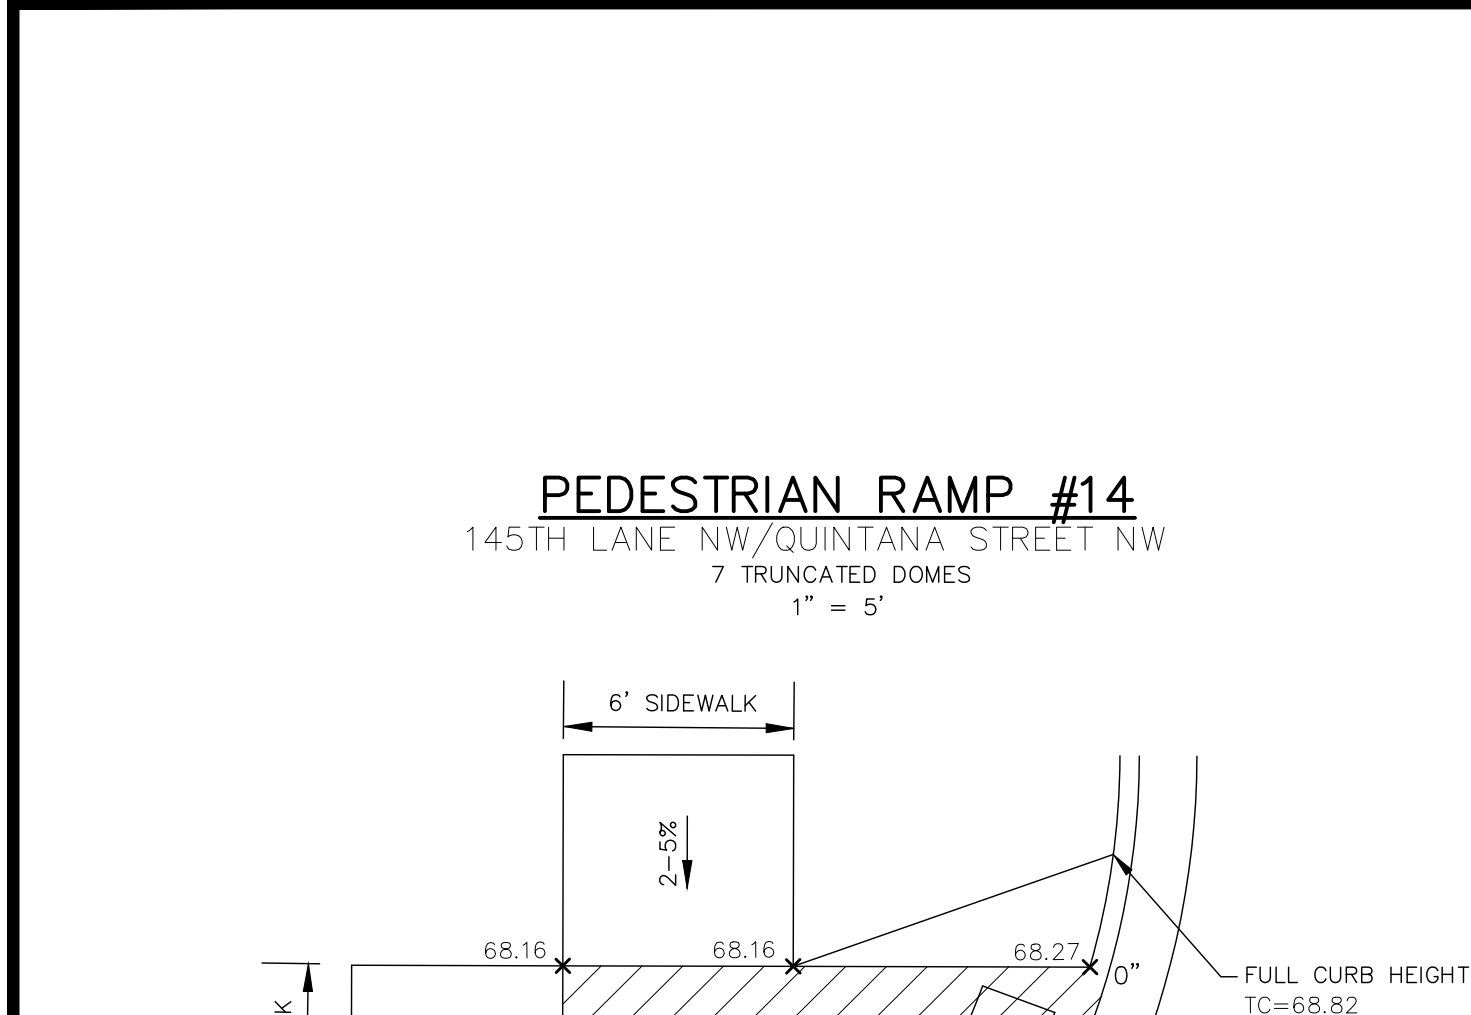 PEDESTRIAN RAMP #14
145TH LANE NW/QUINTANA STREET NW
7 TRUNCATED DOMES
1" = 5'
6' SIDEWALK
2-5%
68.16
68.16
68.27
0"
FULL CURB HEIGHT
TC=68.82
K